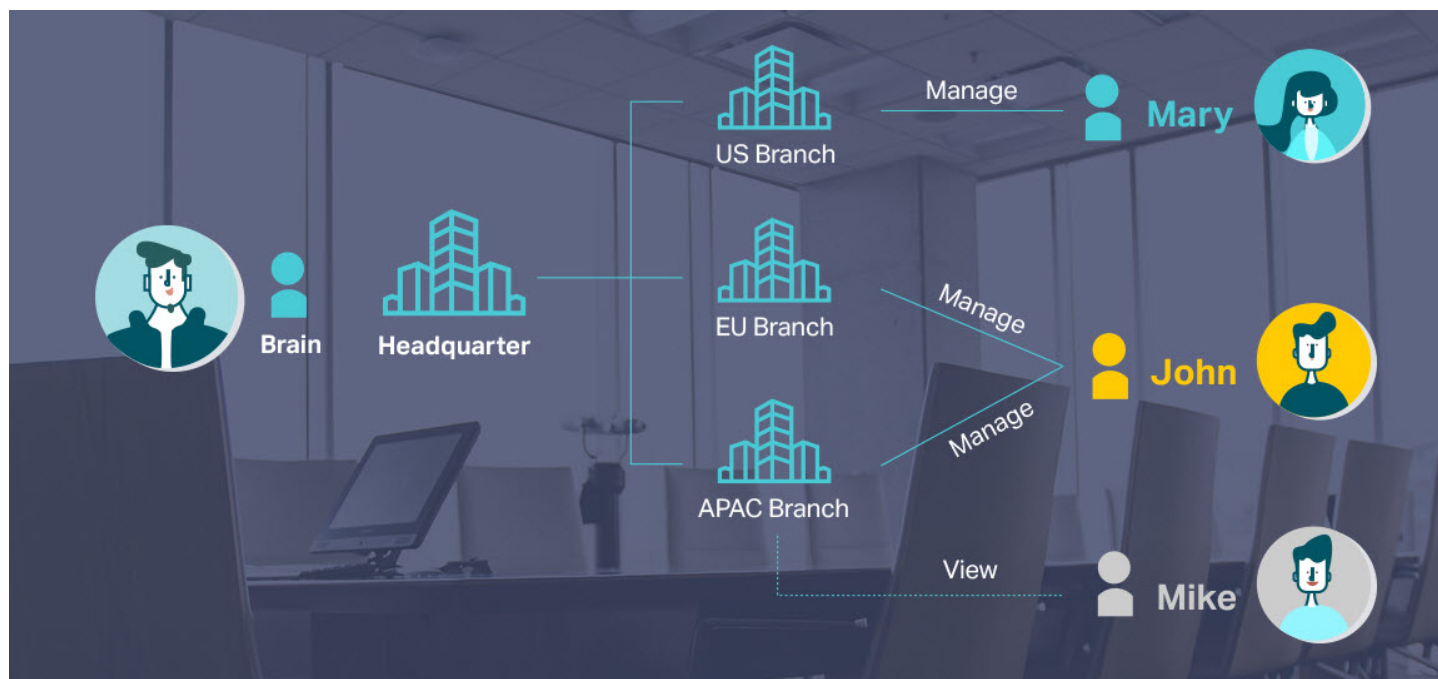 US Branch
Manage
Mary
Brain
Headquarter
EU Branch
Manage
John
Manage
APAC Branch
View
Mike